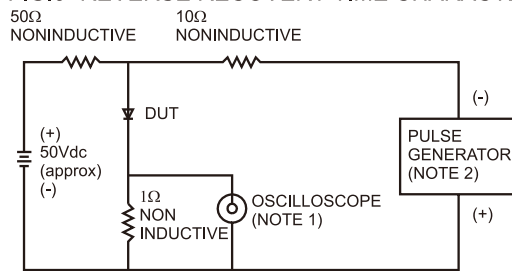 50Ω
NONINDUCTIVE
10Ω
NONINDUCTIVE
DUT
(+)
50Vdc
(approx)
(-)
1Ω
NON
INDUCTIVE
OSCILLOSCOPE
(NOTE 1)
(-)
PULSE
GENERATOR
(NOTE 2)
(+)